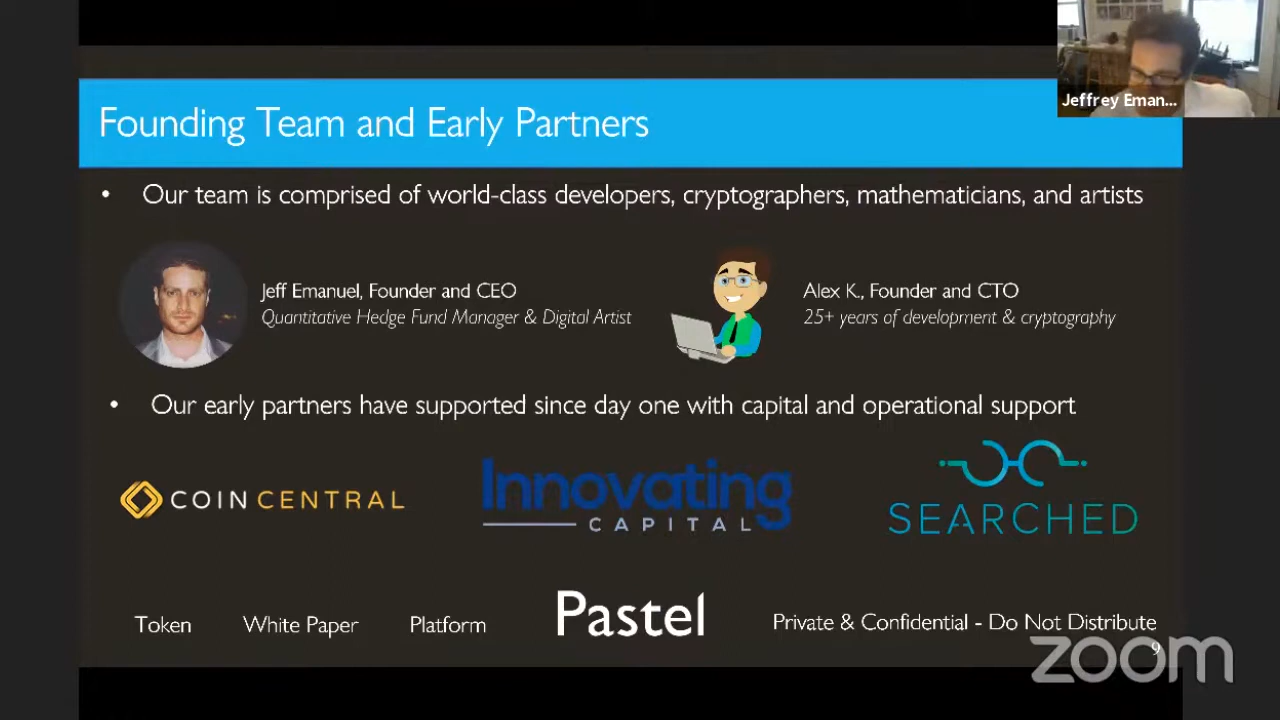 Jeffrey Eman...
Founding Team and Early Partners
• Our team is comprised of world-class developers, cryptographers, mathematicians, and artists
Jeff Emanuel, Founder and CEO
Quantitative Hedge Fund Manager & Digital Artist
Alex K., Founder and CTO
25+ years of development & cryptography
• Our early partners have supported since day one with capital and operational support
COINCENTRAL
Innovating
CAPITAL
SEARCHED
Token White Paper Platform Pastel Private & Confidential - Do Not Distribute
9
zoom